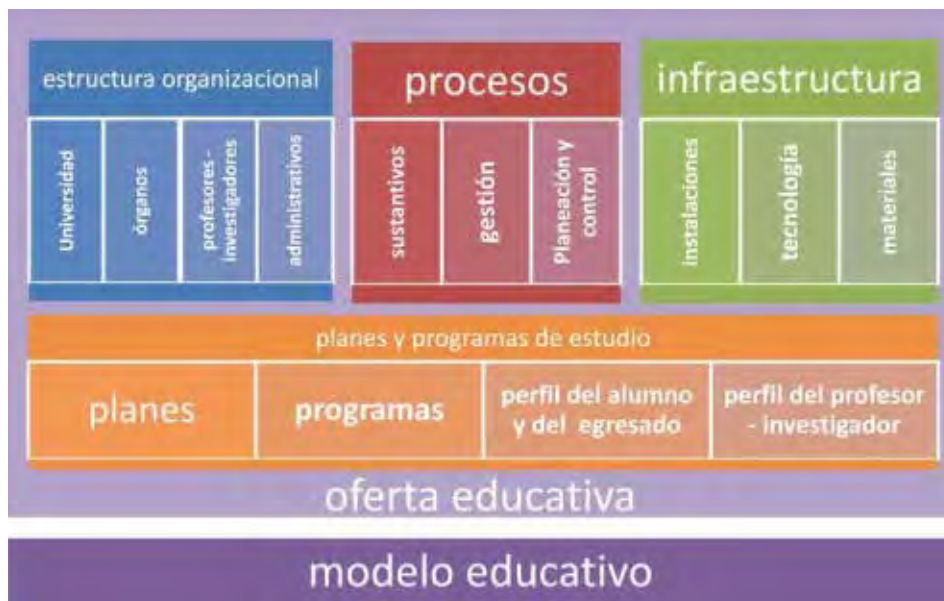 estructura organizacional
Universidad
órganos
profesores -
investigadores
administrativos
procesos
sustantivos
gestión
Planeación y
control
infraestructura
instalaciones
tecnología
materiales
planes y programas de estudio
planes
programas
perfil del alumno
y del egresado
perfil del profesor
- investigador
oferta educativa
modelo educativo